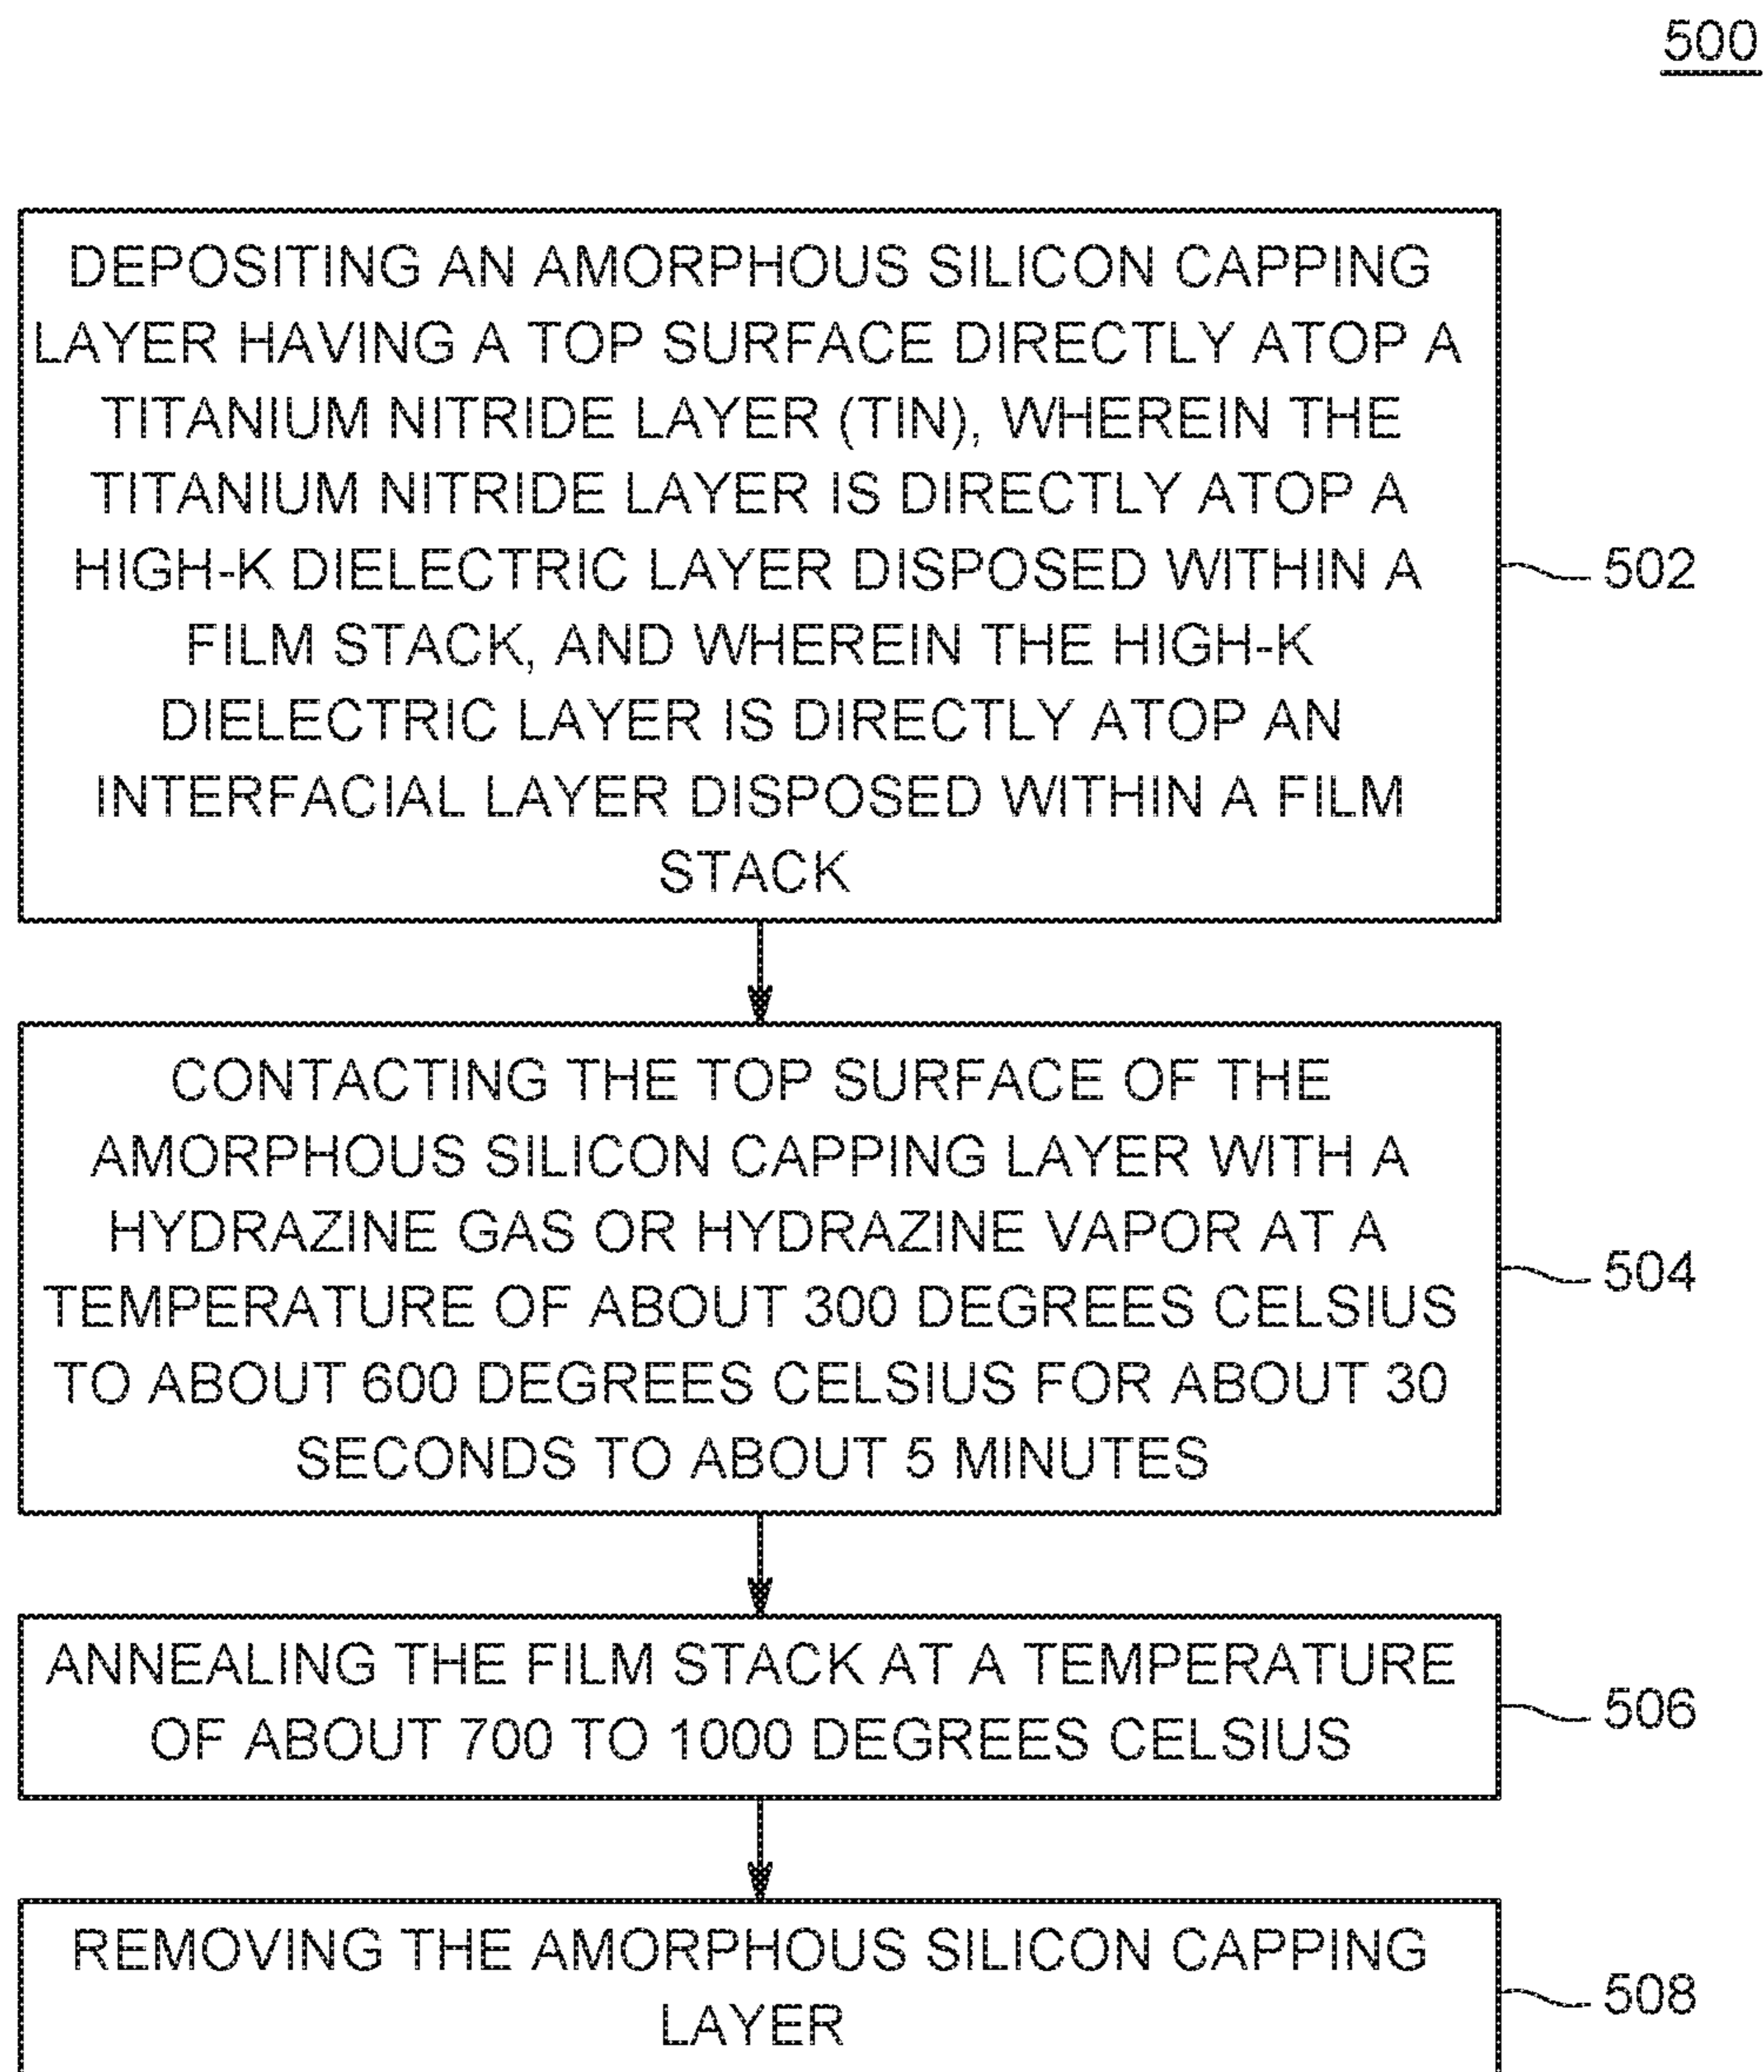 500
DEPOSITING AN AMORPHOUS SILICON CAPPING
LAYER HAVING A TOP SURFACE DIRECTLY ATOP A
TITANIUM NITRIDE LAYER (TIN), WHEREIN THE
TITANIUM NITRIDE LAYER IS DIRECTLY ATOP A
HIGH-K DIELECTRIC LAYER DISPOSED WITHIN A
FILM STACK, AND WHEREIN THE HIGH-K
DIELECTRIC LAYER IS DIRECTLY ATOP AN
INTERFACIAL LAYER DISPOSED WITHIN A FILM
STACK
502
CONTACTING THE TOP SURFACE OF THE
AMORPHOUS SILICON CAPPING LAYER WITH A
HYDRAZINE GAS OR HYDRAZINE VAPOR AT A
TEMPERATURE OF ABOUT 300 DEGREES CELSIUS
TO ABOUT 600 DEGREES CELSIUS FOR ABOUT 30
SECONDS TO ABOUT 5 MINUTES
504
ANNEALING THE FILM STACK AT A TEMPERATURE
OF ABOUT 700 TO 1000 DEGREES CELSIUS
506
REMOVING THE AMORPHOUS SILICON CAPPING
LAYER
508